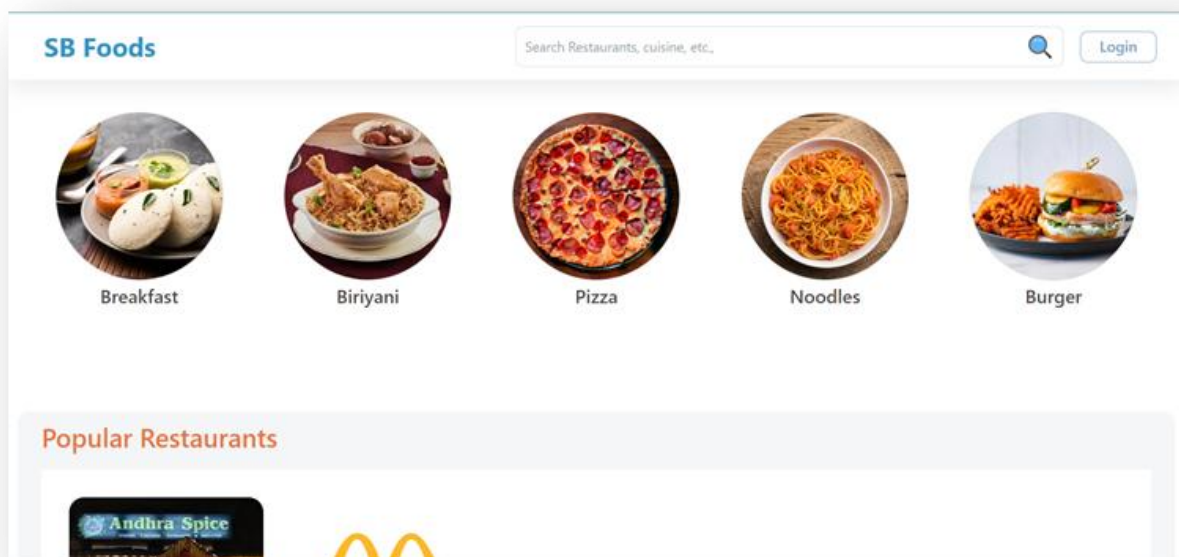 SB Foods
Search Restaurants, cuisine, etc.,
Login
Breakfast
Biriyani
Pizza
Noodles
Burger
Popular Restaurants
Andhra Spice